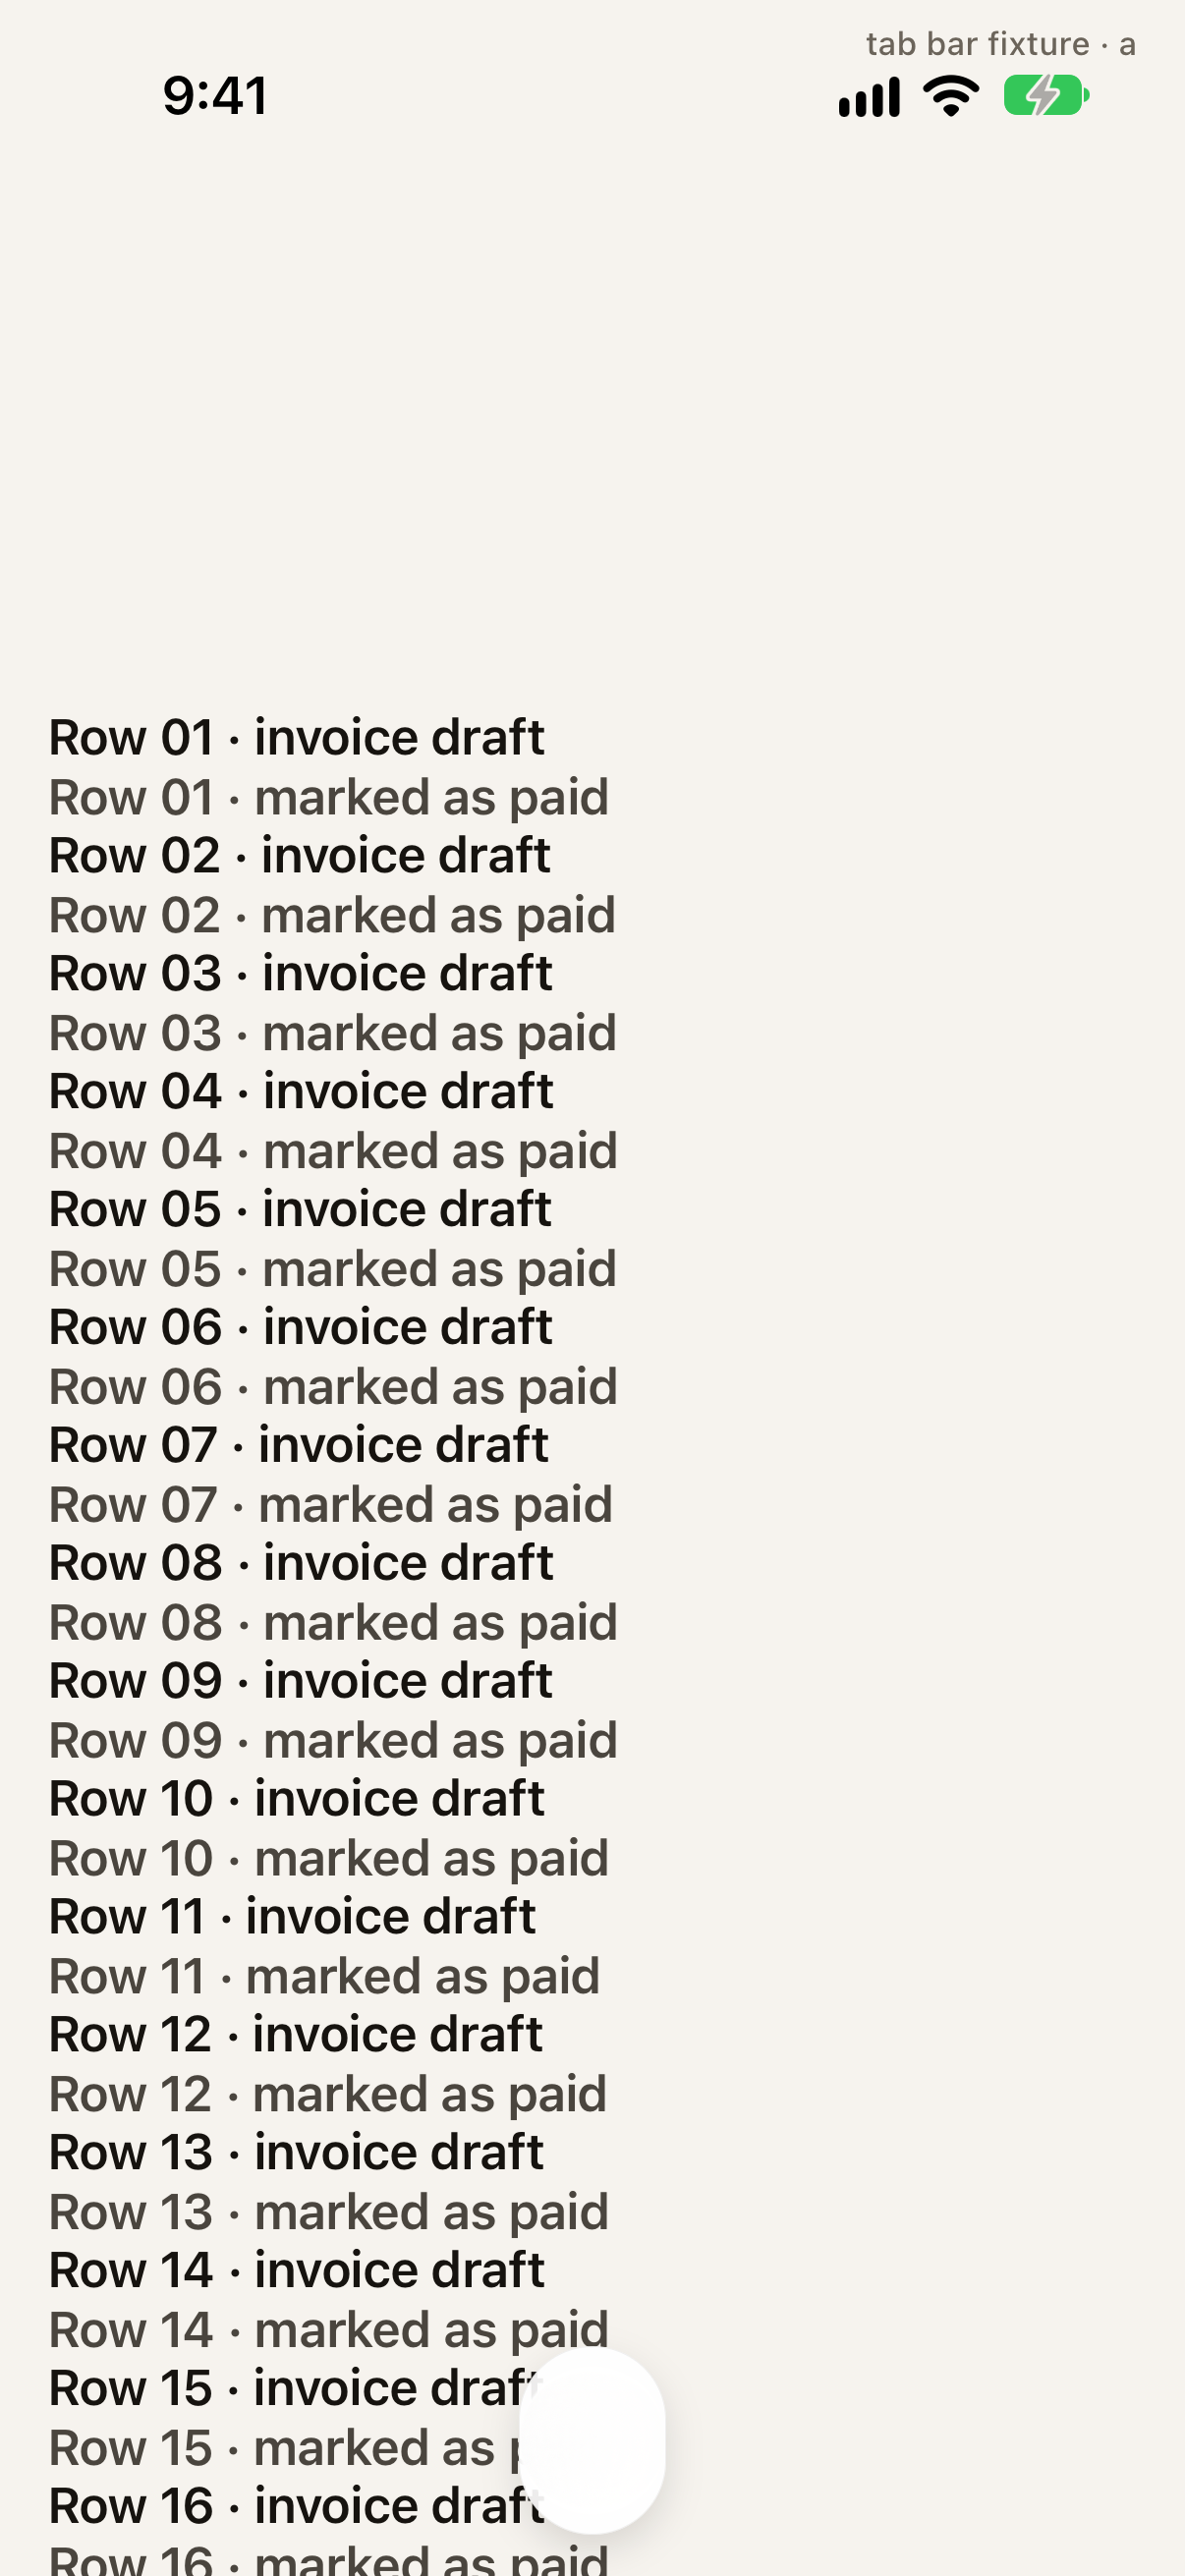 tab bar fixture · a
9:41
Row 01 · invoice draft
Row 01 · marked as paid
Row 02 · invoice draft
Row 02 · marked as paid
Row 03 · invoice draft
Row 03 · marked as paid
Row 04 · invoice draft
Row 04 · marked as paid
Row 05 · invoice draft
Row 05 · marked as paid
Row 06 · invoice draft
Row 06 · marked as paid
Row 07 · invoice draft
Row 07 · marked as paid
Row 08 · invoice draft
Row 08 · marked as paid
Row 09 · invoice draft
Row 09 · marked as paid
Row 10 · invoice draft
Row 10 · marked as paid
Row 11 · invoice draft
Row 11 · marked as paid
Row 12 · invoice draft
Row 12 · marked as paid
Row 13 · invoice draft
Row 13 · marked as paid
Row 14 · invoice draft
Row 14 · marked as paid
Row 15 · invoice draft
Row 15 · marked as
Row 16 · invoice draft
Row 16 · marked as paid